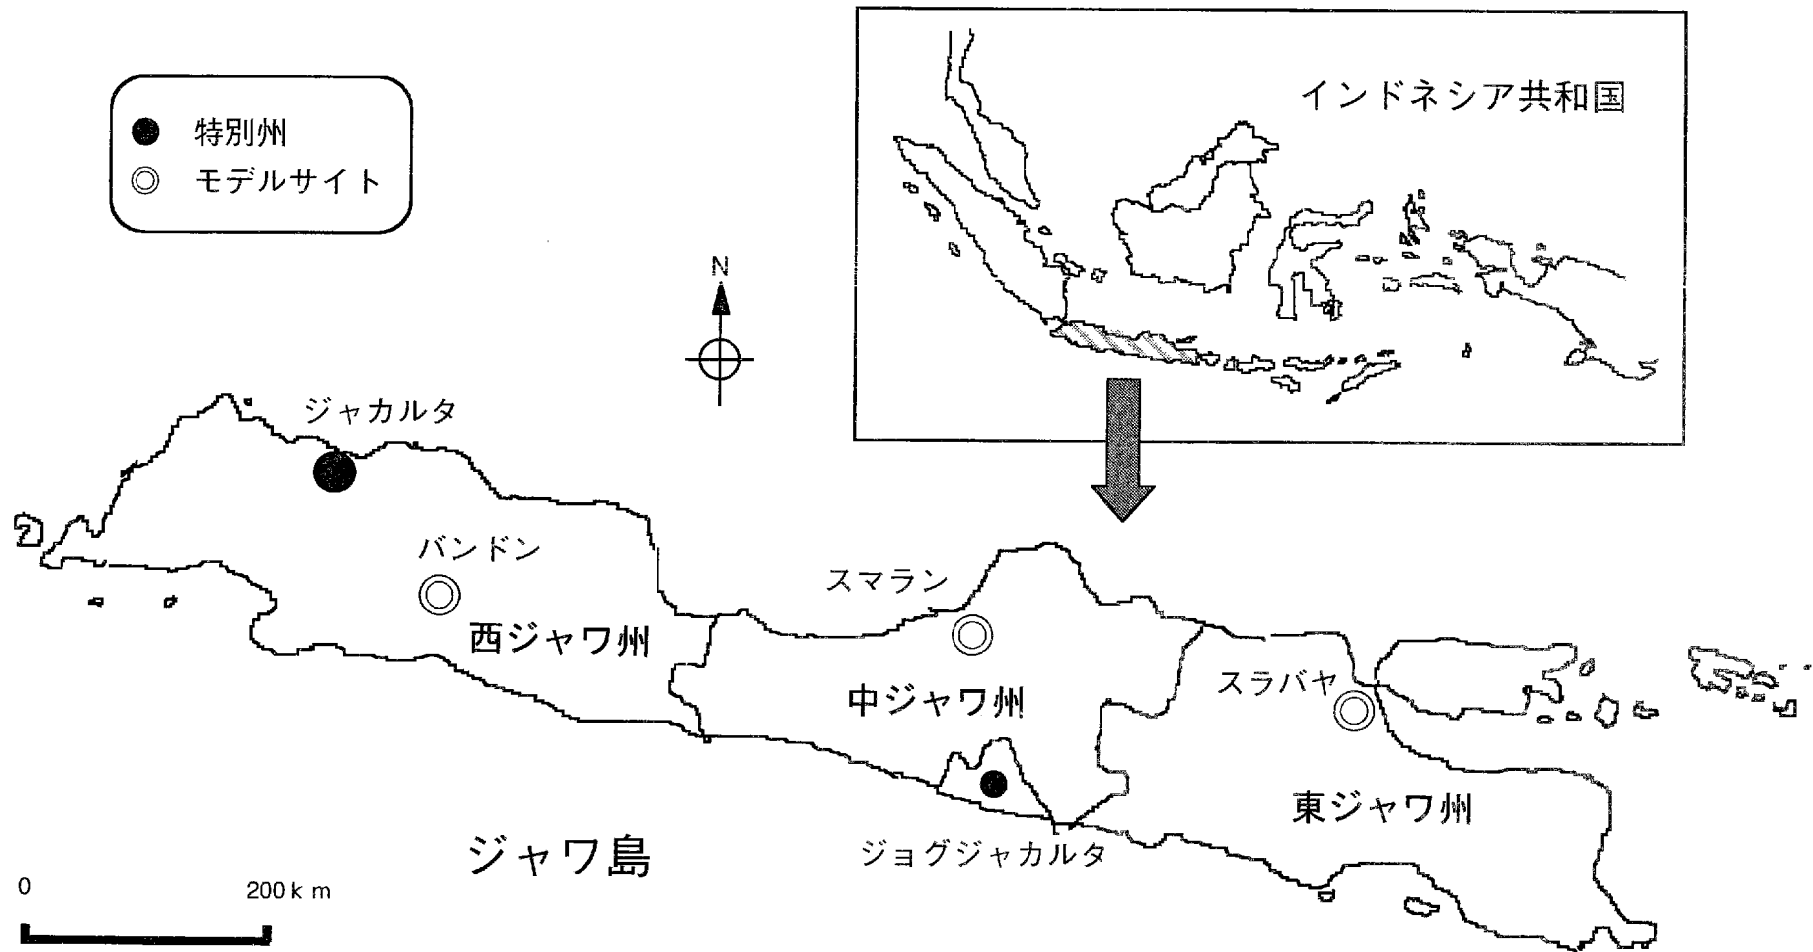 インドネシア共和国
特別州
モデルサイト
N
ジャカルタ
バンドン
スマラン
西ジャワ州
スラバヤ
中ジャワ州
東ジャワ州
ジョグジャカルタ
ジャワ島
0 200km